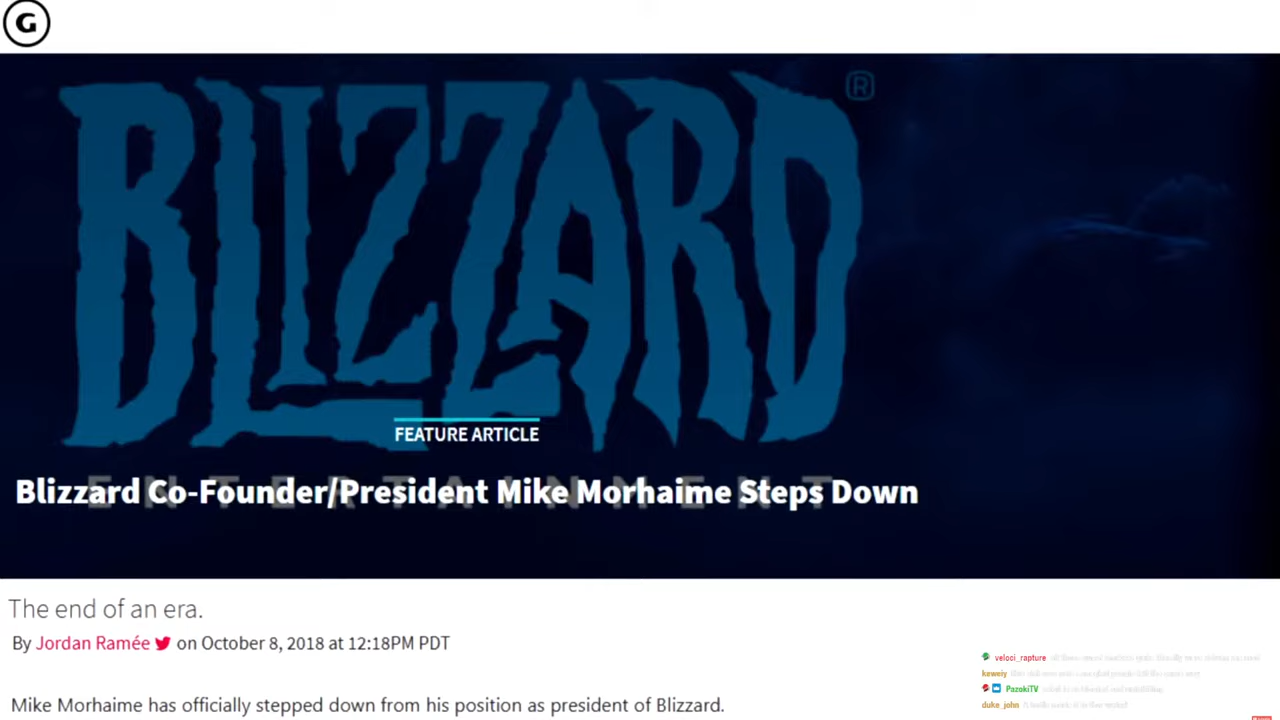 G
BLIZZARD ®
FEATURE ARTICLE
ENTERTAINMENT
Blizzard Co-Founder/President Mike Morhaime Steps Down
The end of an era.
By Jordan Ramée on October 8, 2018 at 12:18PM PDT
veloci_rapture
keweiy
PazokiTV
duke_john
Mike Morhaime has officially stepped down from his position as president of Blizzard.